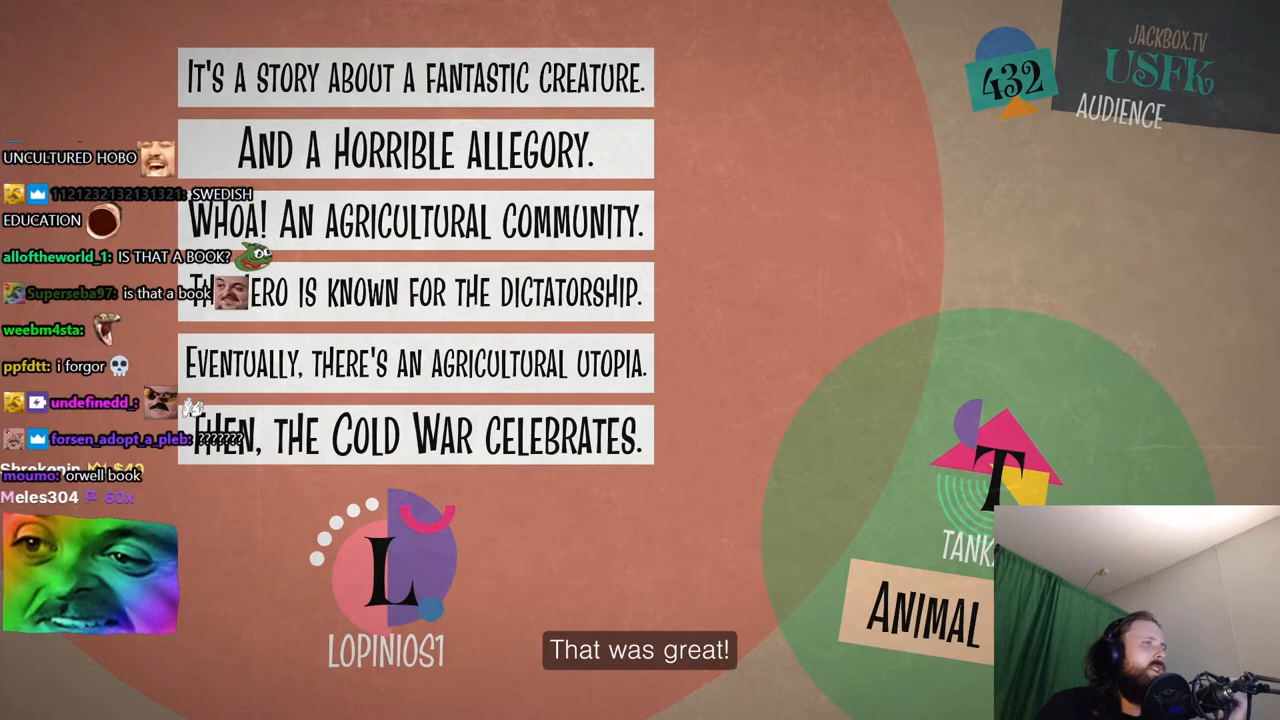 IT'S A STORY ABOUT A FANTASTIC CREATURE.
AND A HORRIBLE ALLEGORY.
WHOA! AN AGRICULTURAL COMMUNITY.
ERO IS KNOWN FOR THE DICTATORSHIP.
EVENTUALLY, THERE'S AN AGRICULTURAL UTOPIA.
THEN, THE COLD WAR CELEBRATES.
L
LOPINIOS1
That was great!
432
JACKBOX.TV
USFK
AUDIENCE
T
TANK
ANIMAL
UNCULTURED HOBO
1121232132131321: SWEDISH
EDUCATION
alloftheworld_1: IS THAT A BOOK?
Superseba97: is that a book
weebm4sta:
ppfdtt: i forgor
undefinedd_:
forsen_adopt_a_pleb: ???????
moumo: orwell book
Meles304 60x